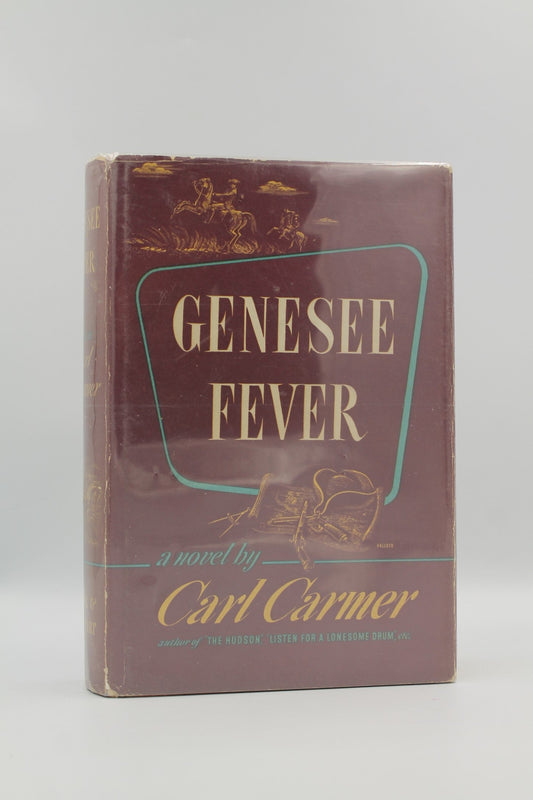 GENESEE
FEVER
a novel by
Carl Carmer
author of "THE HUDSON," "LISTEN FOR A LONESOME DRUM," etc.